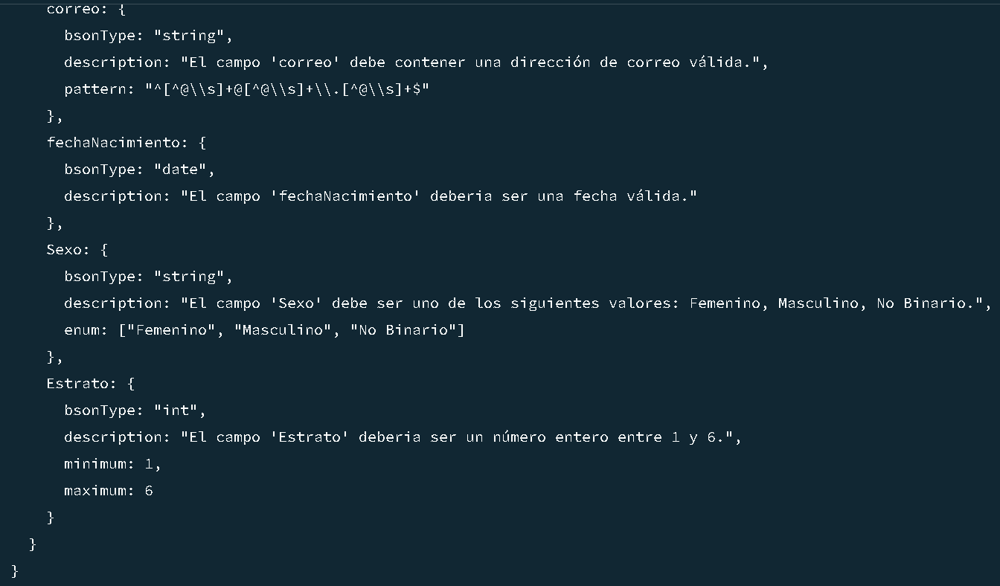 correo: {
bsonType: "string",
description: "El campo 'correo' debe contener una dirección de correo válida.",
pattern: "^[^@\\s]+@[^@\\s]+\\.[^@\\s]+$"
},
fechaNacimiento: {
bsonType: "date",
description: "El campo 'fechaNacimiento' deberia ser una fecha válida."
},
Sexo: {
bsonType: "string",
description: "El campo 'Sexo' debe ser uno de los siguientes valores: Femenino, Masculino, No Binario.",
enum: ["Femenino", "Masculino", "No Binario"]
},
Estrato: {
bsonType: "int",
description: "El campo 'Estrato' deberia ser un número entero entre 1 y 6.",
minimum: 1,
maximum: 6
}
}
}